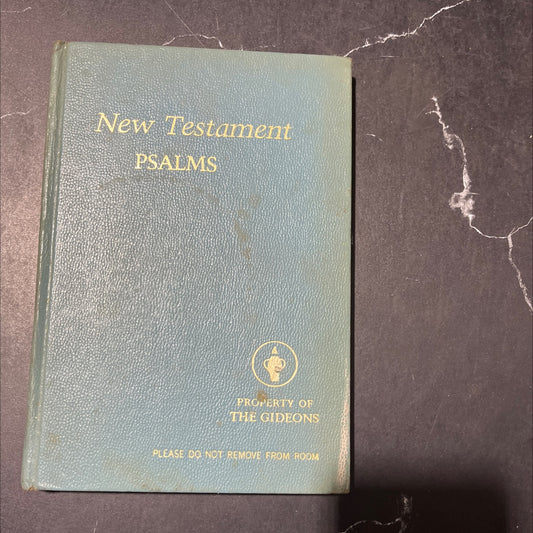 New Testament
PSALMS
PROPERTY OF
THE GIDEONS
PLEASE DO NOT REMOVE FROM ROOM